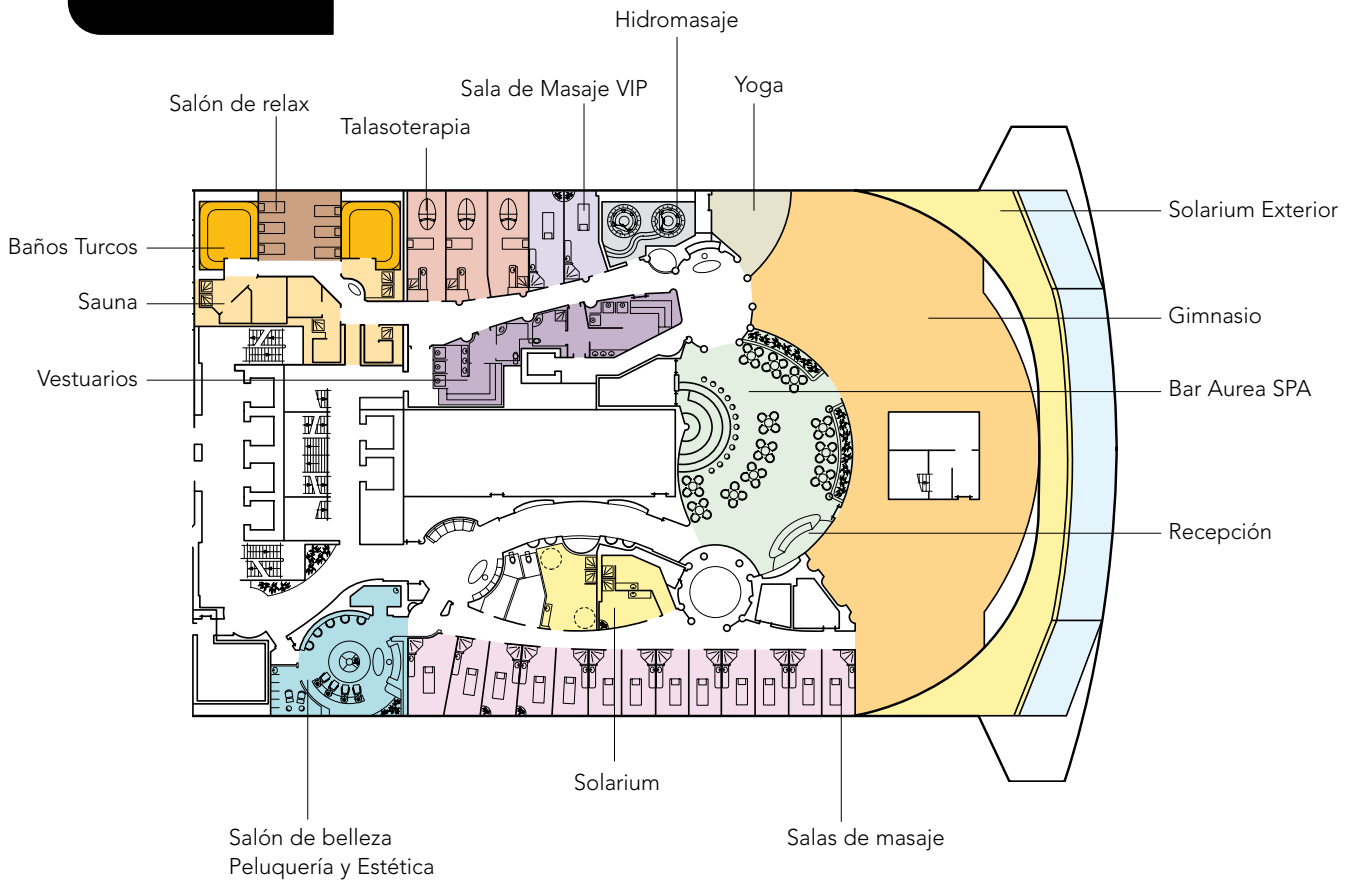 Hidromasaje
Sala de Masaje VIP
Yoga
Salón de relax
Talasoterapia
Solarium Exterior
Baños Turcos
Sauna
Gimnasio
Vestuarios
Bar Aurea SPA
Recepción
Solarium
Salón de belleza
Peluquería y Estética
Salas de masaje